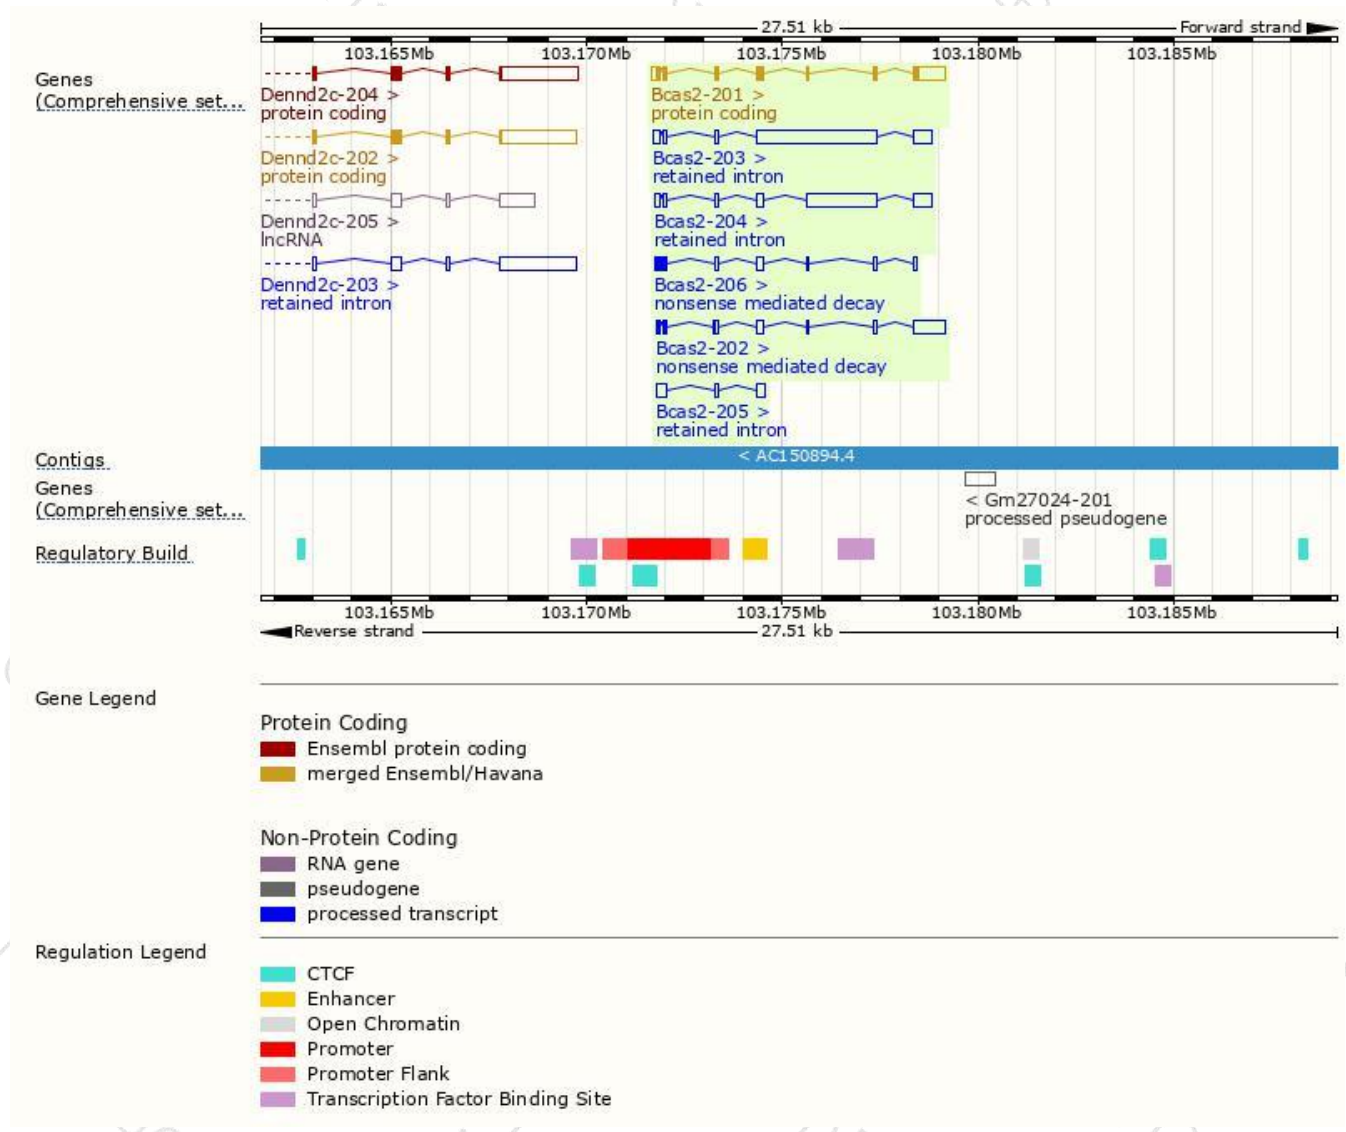 27.51 kb Forward strand
103.165Mb 103.170Mb 103.175Mb 103.180Mb 103.185Mb
Genes
(Comprehensive set...
Dennd2c-204 >
protein coding
Dennd2c-202 >
protein coding
Dennd2c-205 >
lncRNA
Dennd2c-203 >
retained intron
Bcas2-201 >
protein coding
Bcas2-203 >
retained intron
Bcas2-204 >
retained intron
Bcas2-206 >
nonsense mediated decay
Bcas2-202 >
nonsense mediated decay
Bcas2-205 >
retained intron
Contigs
< AC150894.4
Genes
(Comprehensive set...
< Gm27024-201
processed pseudogene
Regulatory Build
103.165Mb 103.170Mb 103.175Mb 103.180Mb 103.185Mb
Reverse strand 27.51 kb
Gene Legend
Protein Coding
Ensembl protein coding
merged Ensembl/Havana
Non-Protein Coding
RNA gene
pseudogene
processed transcript
Regulation Legend
CTCF
Enhancer
Open Chromatin
Promoter
Promoter Flank
Transcription Factor Binding Site